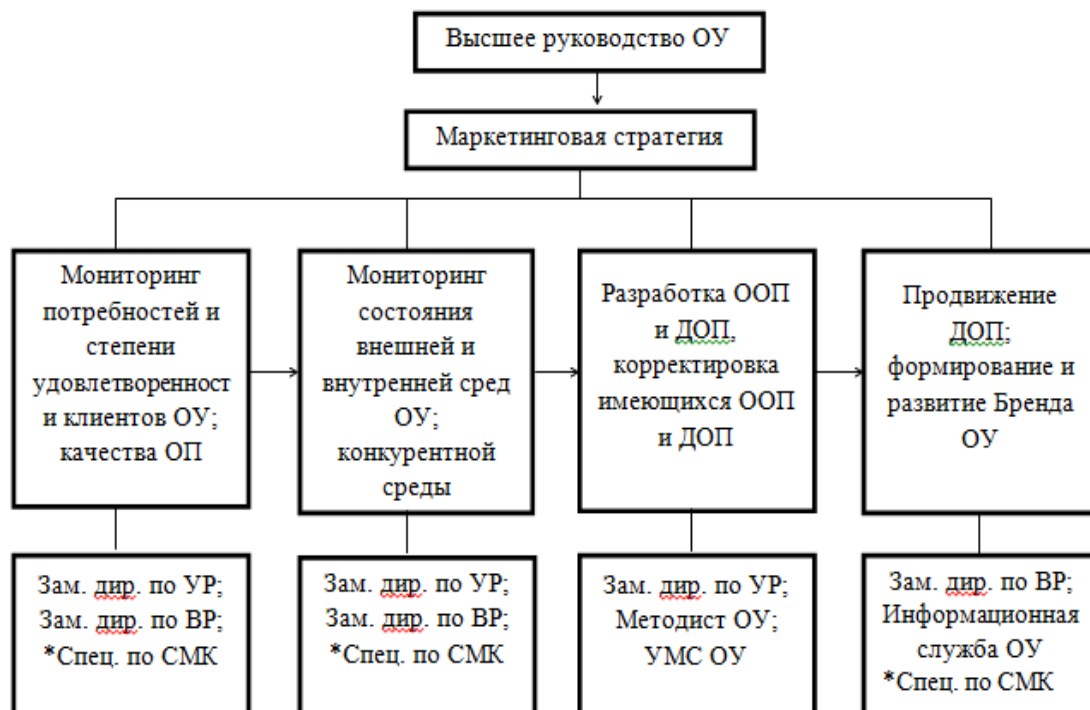 Высшее руководство ОУ
Маркетинговая стратегия
Мониторинг
потребностей и
степени
удовлетворенност
и клиентов ОУ;
качества ОП
Мониторинг
состояния
внешней и
внутренней сред
ОУ;
конкурентной
среды
Разработка ООП
и ДОП,
корректировка
имеющихся ООП
и ДОП
Продвижение
ДОП;
формирование и
развитие Бренда
ОУ
Зам. дир. по УР;
Зам. дир. по ВР;
*Спец. по СМК
Зам. дир. по УР;
Зам. дир. по ВР;
*Спец. по СМК
Зам. дир. по УР;
Методист ОУ;
УМС ОУ
Зам. дир. по ВР;
Информационная
служба ОУ
*Спец. по СМК